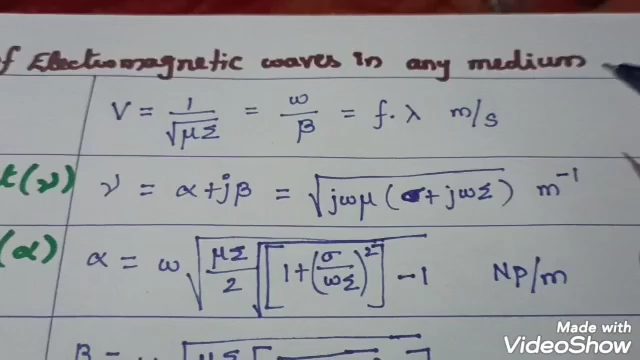 f Electromagnetic waves in any medium
V = 1/√με = ω/β = f·λ m/s
t(γ) γ = α+jβ = √jωμ(σ+jωε) m⁻¹
(α) α = ω√με/2 √[1+(σ/ωε)²] −1 Np/m
β =
Made with
VideoShow